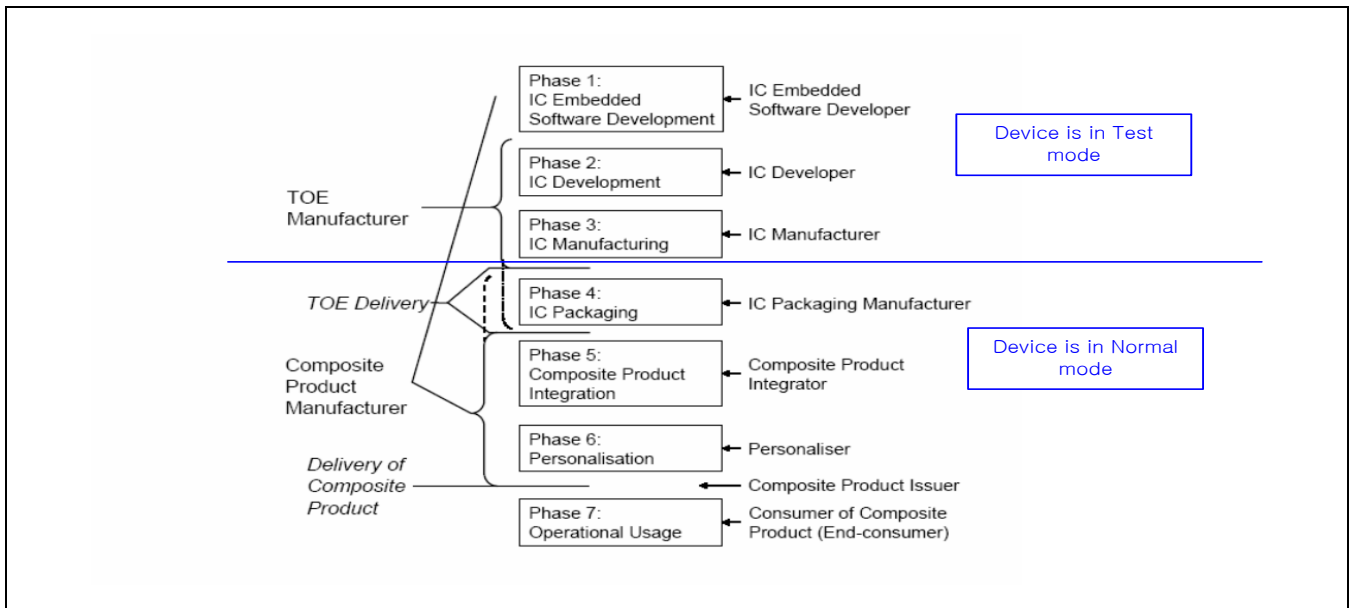 Phase 1:
IC Embedded
Software Development
IC Embedded
Software Developer
Device is in Test
mode
Phase 2:
IC Development
IC Developer
TOE
Manufacturer
Phase 3:
IC Manufacturing
IC Manufacturer
TOE Delivery
Phase 4:
IC Packaging
IC Packaging Manufacturer
Device is in Normal
mode
Composite
Product
Manufacturer
Phase 5:
Composite Product
Integration
Composite Product
Integrator
Phase 6:
Personalisation
Personaliser
Delivery of
Composite
Product
Composite Product Issuer
Phase 7:
Operational Usage
Consumer of Composite
Product (End-consumer)